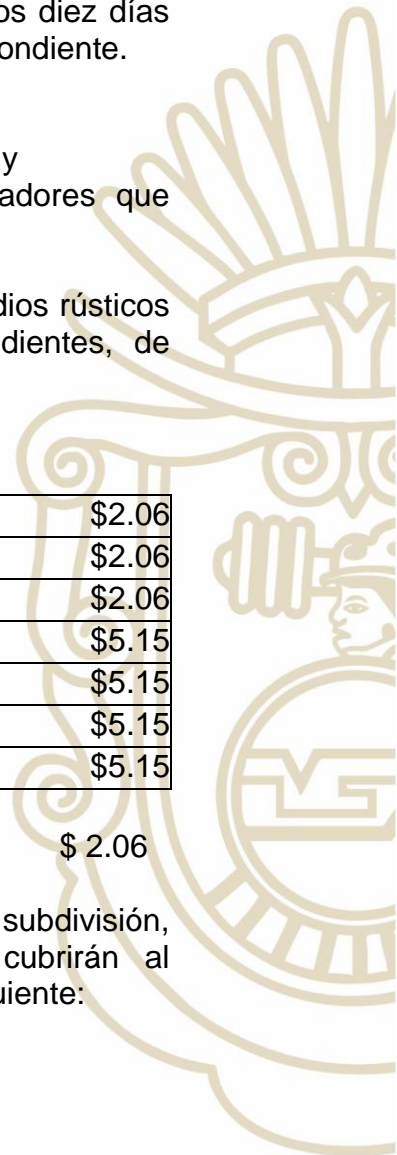 os diez días
ondiente.
y
adores que
dios rústicos
dientes, de
$2.06
$2.06
$2.06
$5.15
$5.15
$5.15
$5.15
$ 2.06
subdivisión,
cubrirán al
uiente: